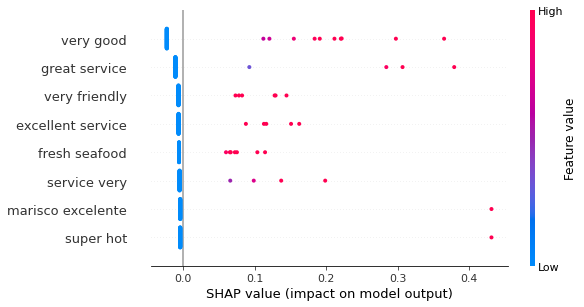 High
very good
great service
very friendly
excellent service
fresh seafood
service very
marisco excelente
super hot
Feature value
Low
0.0 0.1 0.2 0.3 0.4
SHAP value (impact on model output)